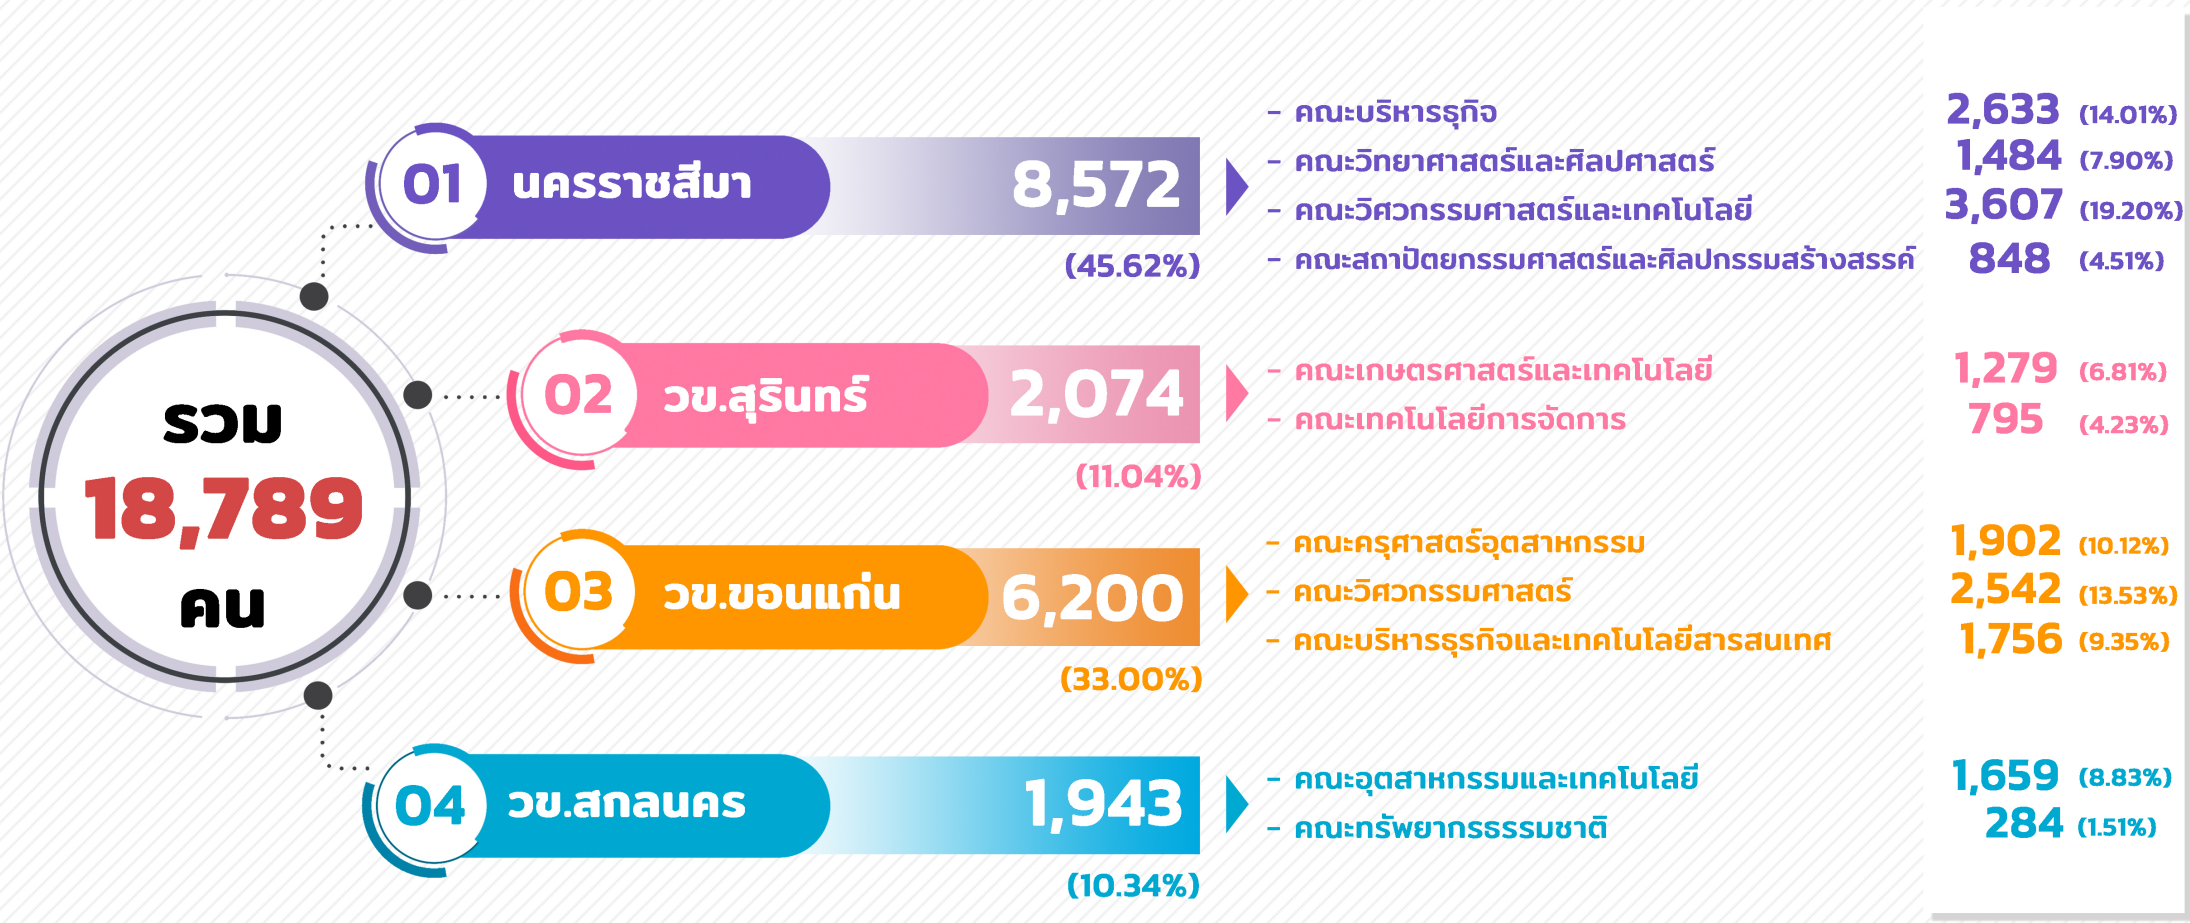 รวม
18,789
คน
01 นครราชสีมา 8,572
(45.62%)
- คณะบริหารธุกิจ 2,633 (14.01%)
- คณะวิทยาศาสตร์และศิลปศาสตร์ 1,484 (7.90%)
- คณะวิศวกรรมศาสตร์และเทคโนโลยี 3,607 (19.20%)
- คณะสถาปัตยกรรมศาสตร์และศิลปกรรมสร้างสรรค์ 848 (4.51%)
02 วข.สุรินทร์ 2,074
(11.04%)
- คณะเกษตรศาสตร์และเทคโนโลยี 1,279 (6.81%)
- คณะเทคโนโลยีการจัดการ 795 (4.23%)
03 วข.ขอนแก่น 6,200
(33.00%)
- คณะครุศาสตร์อุตสาหกรรม 1,902 (10.12%)
- คณะวิศวกรรมศาสตร์ 2,542 (13.53%)
- คณะบริหารธุรกิจและเทคโนโลยีสารสนเทศ 1,756 (9.35%)
04 วข.สกลนคร 1,943
(10.34%)
- คณะอุตสาหกรรมและเทคโนโลยี 1,659 (8.83%)
- คณะทรัพยากรธรรมชาติ 284 (1.51%)